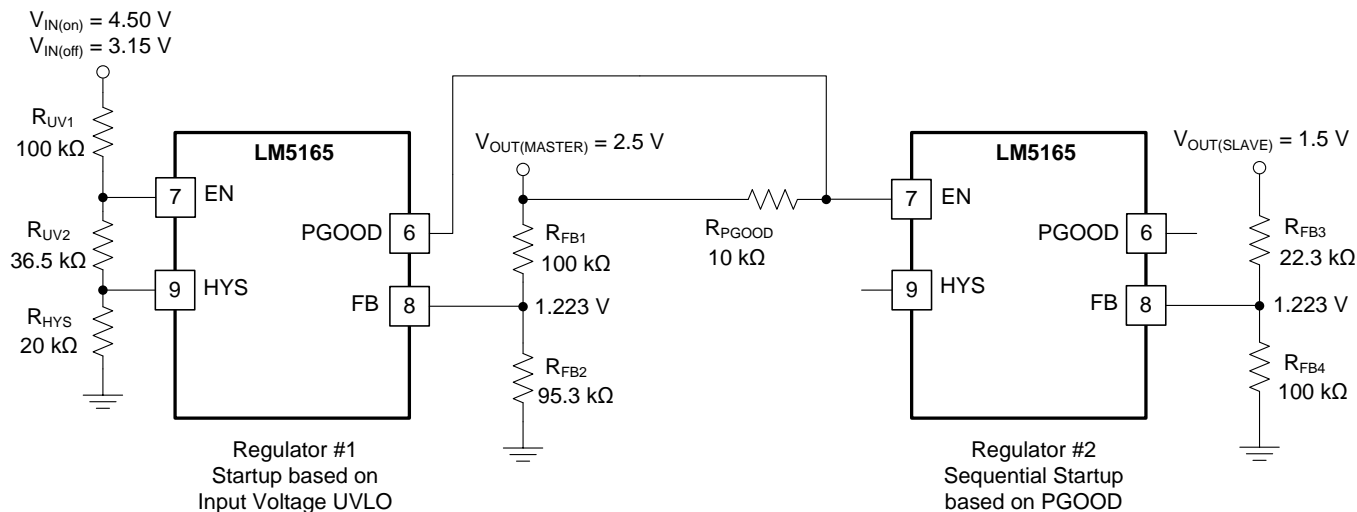 V_IN(on) = 4.50 V
V_IN(off) = 3.15 V
R_UV1
100 kΩ
R_UV2
36.5 kΩ
R_HYS
20 kΩ
LM5165
7
EN
9
HYS
PGOOD
6
FB
8
Regulator #1
Startup based on
Input Voltage UVLO
V_OUT(MASTER) = 2.5 V
R_FB1
100 kΩ
1.223 V
R_FB2
95.3 kΩ
R_PGOOD
10 kΩ
LM5165
7
EN
9
HYS
PGOOD
6
FB
8
Regulator #2
Sequential Startup
based on PGOOD
V_OUT(SLAVE) = 1.5 V
R_FB3
22.3 kΩ
1.223 V
R_FB4
100 kΩ